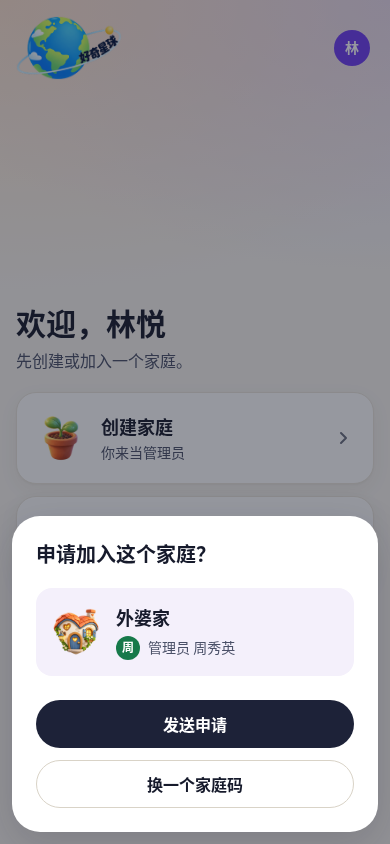 好奇星球
林
欢迎，林悦
先创建或加入一个家庭。
创建家庭
你来当管理员
申请加入这个家庭？
外婆家
周
管理员 周秀英
发送申请
换一个家庭码